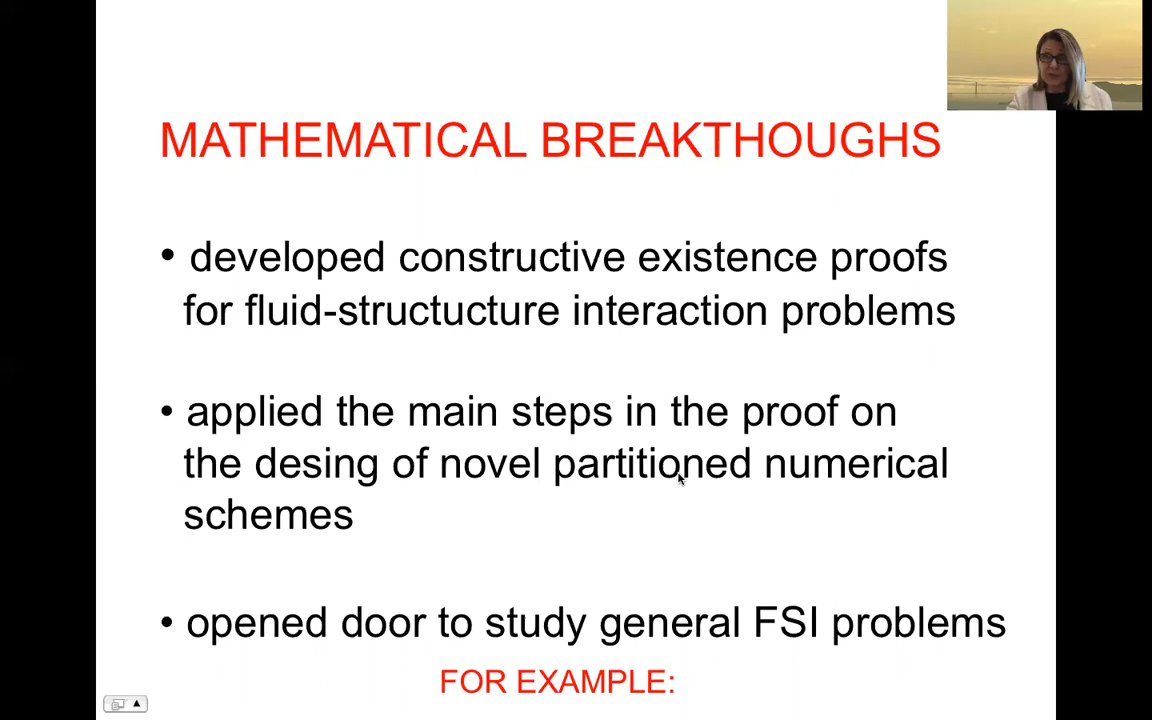 MATHEMATICAL BREAKTHOUGHS
• developed constructive existence proofs
for fluid-structucture interaction problems
• applied the main steps in the proof on
the desing of novel partitioned numerical
schemes
• opened door to study general FSI problems
FOR EXAMPLE: